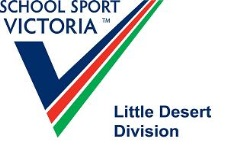 SCHOOL SPORT
VICTORIA™
Little Desert
Division